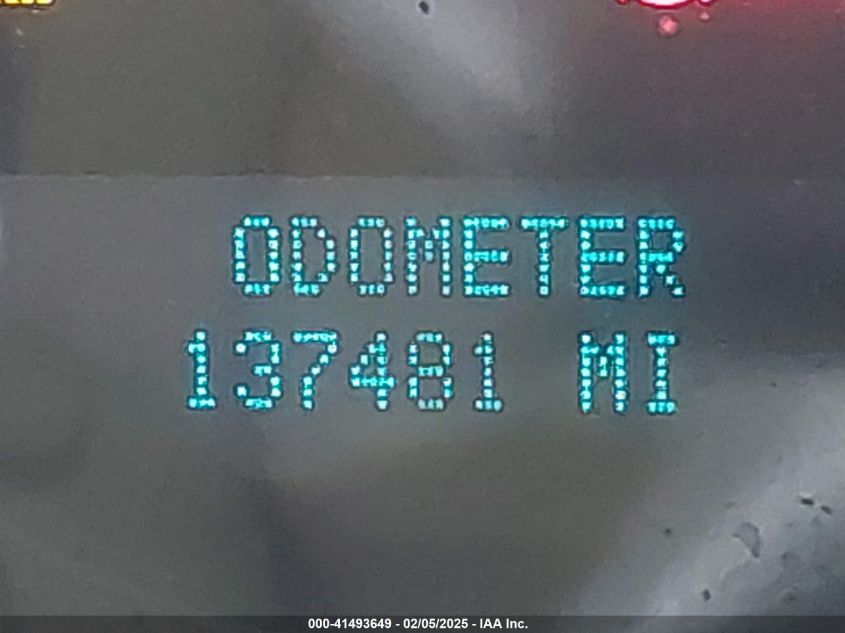 ODOMETER
137481 MI
000-41493649 - 02/05/2025 - IAA Inc.